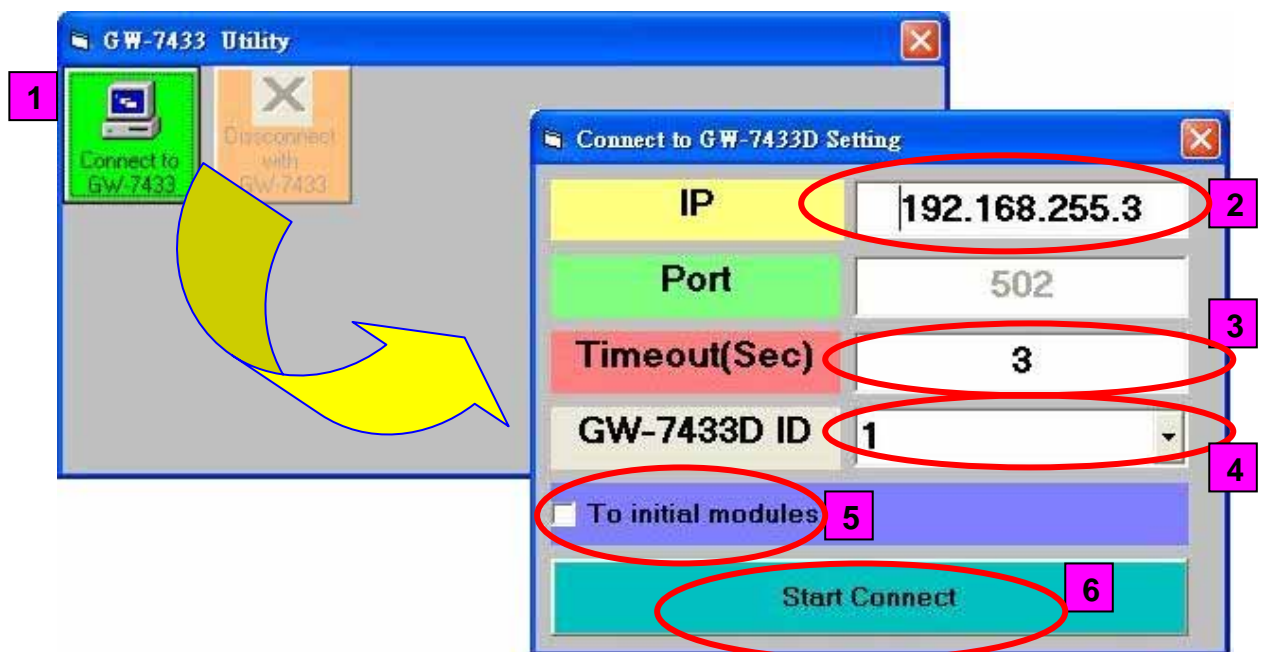 GW-7433 Utility
1
Connect to
GW-7433
Disconnect
with
GW-7433
Connect to GW-7433D Setting
IP
192.168.255.3
2
Port
502
3
Timeout(Sec)
3
GW-7433D ID
1
4
To initial modules
5
Start Connect
6